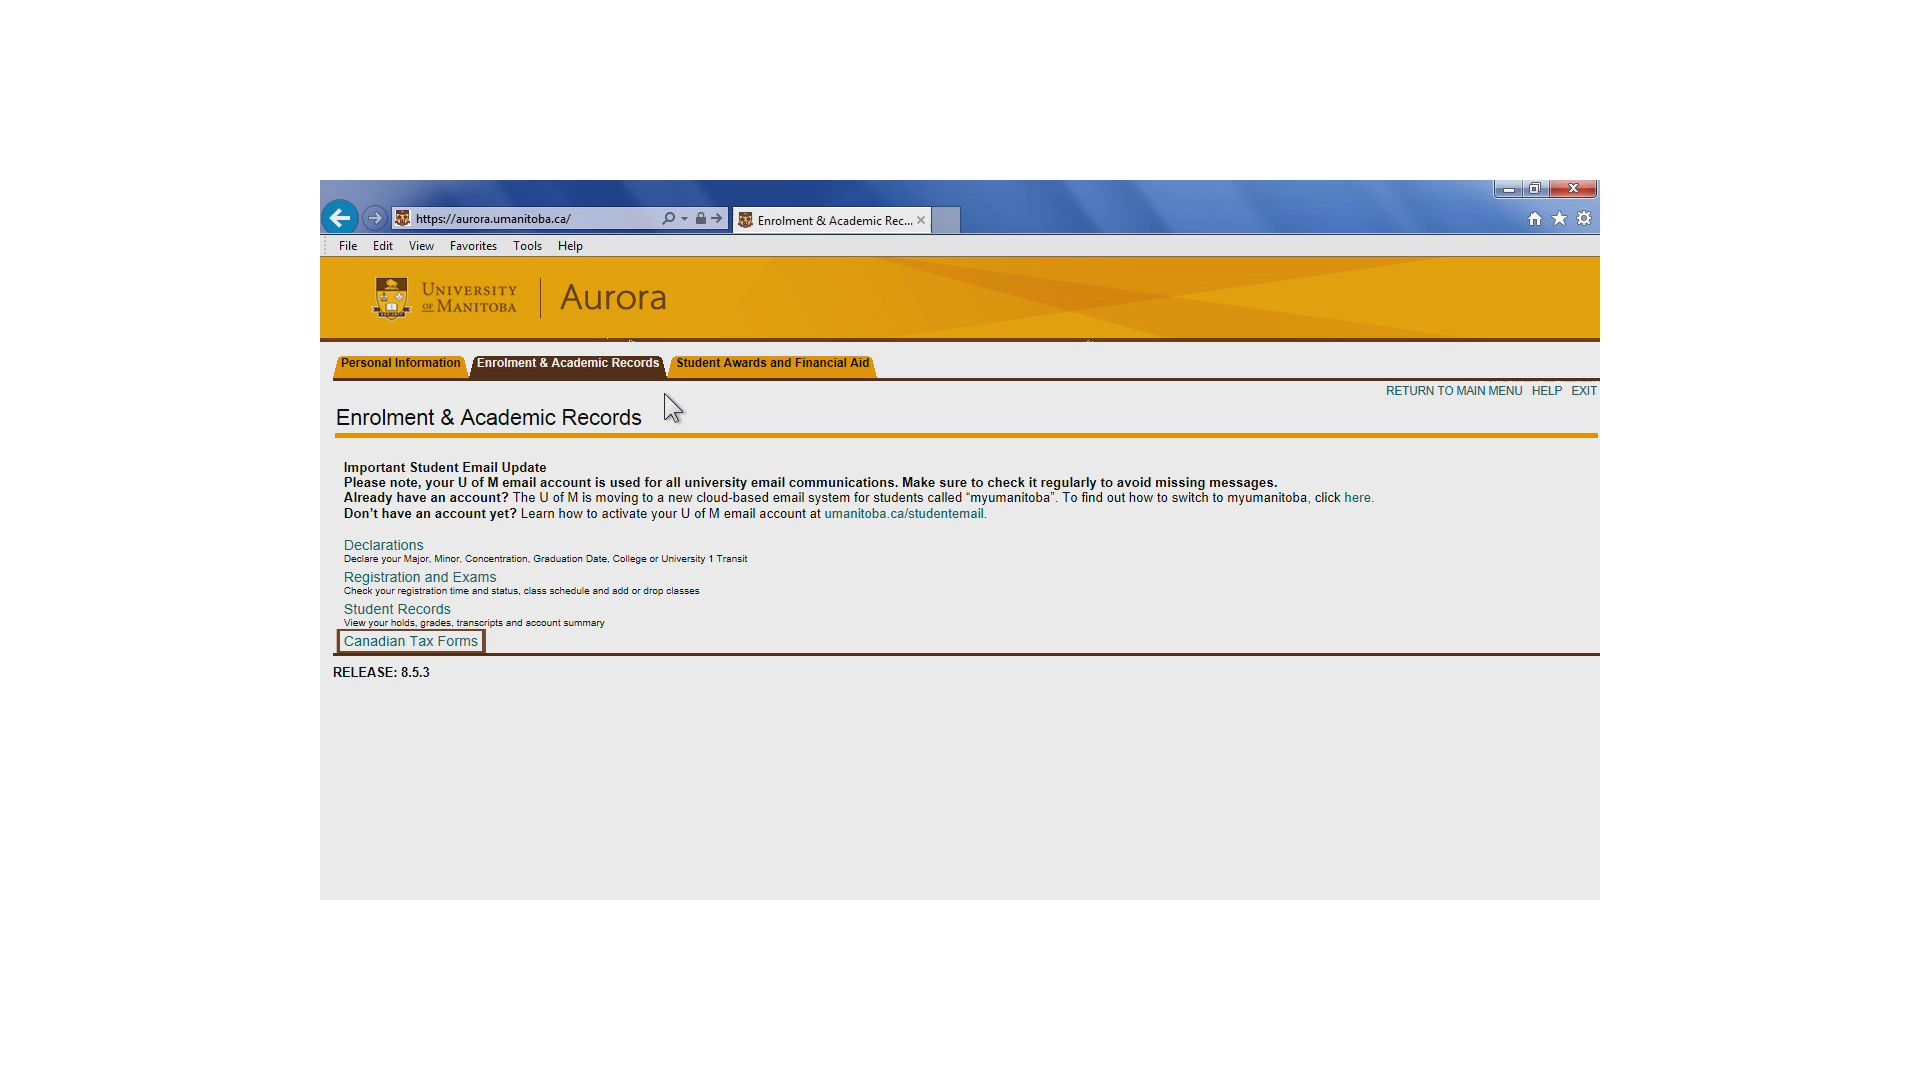 https://aurora.umanitoba.ca/
Enrolment & Academic Rec...
File Edit View Favorites Tools Help
UNIVERSITY
OF MANITOBA
Aurora
Personal Information
Enrolment & Academic Records
Student Awards and Financial Aid
RETURN TO MAIN MENU HELP EXIT
Enrolment & Academic Records
Important Student Email Update
Please note, your U of M email account is used for all university email communications. Make sure to check it regularly to avoid missing messages.
Already have an account? The U of M is moving to a new cloud-based email system for students called “myumanitoba”. To find out how to switch to myumanitoba, click here.
Don’t have an account yet? Learn how to activate your U of M email account at umanitoba.ca/studentemail.
Declarations
Declare your Major, Minor, Concentration, Graduation Date, College or University 1 Transit
Registration and Exams
Check your registration time and status, class schedule and add or drop classes
Student Records
View your holds, grades, transcripts and account summary
Canadian Tax Forms
RELEASE: 8.5.3